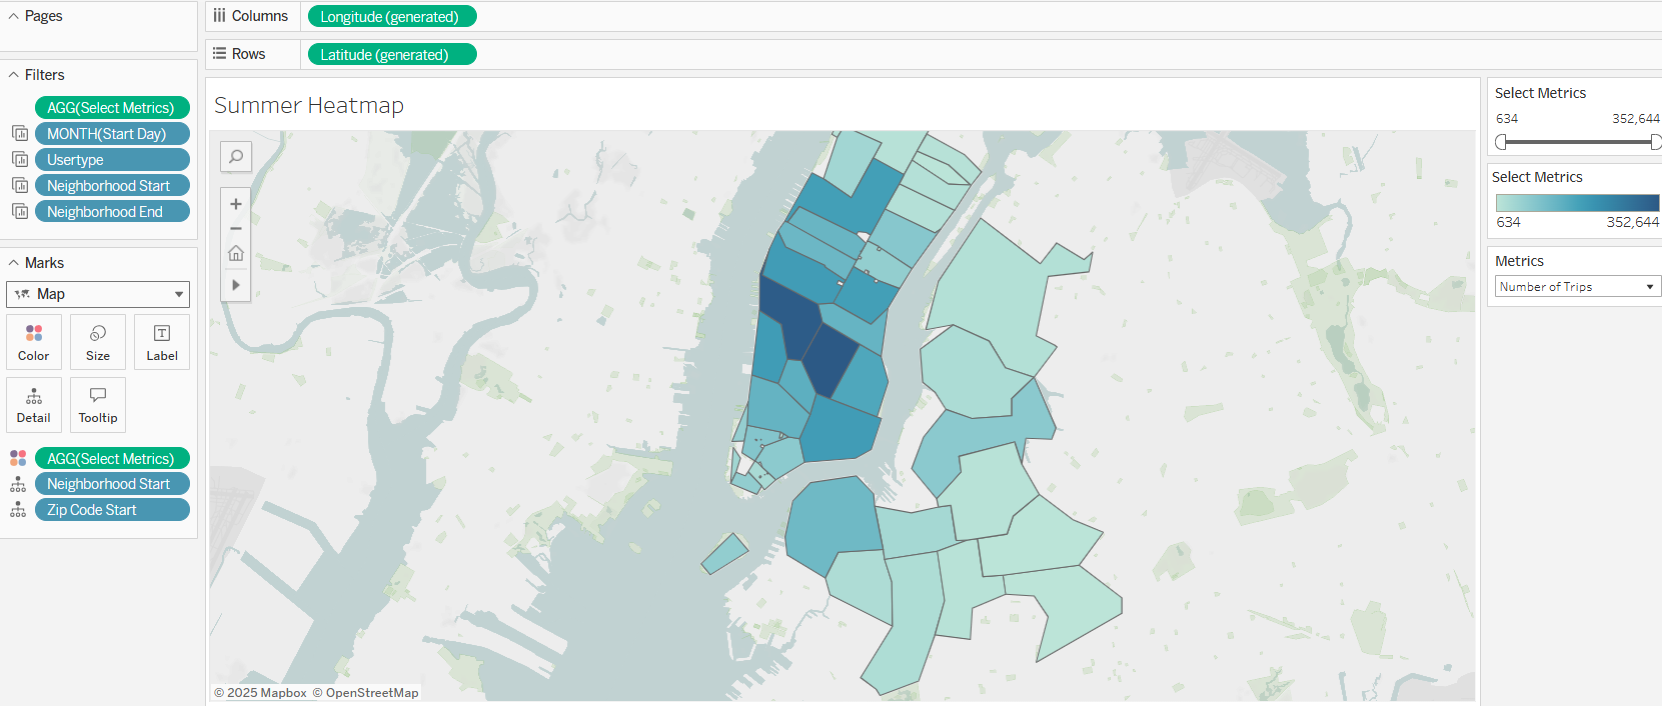 Pages
Columns
Longitude (generated)
Rows
Latitude (generated)
Filters
AGG(Select Metrics)
MONTH(Start Day)
Usertype
Neighborhood Start
Neighborhood End
Marks
Map
Color
Size
Label
Detail
Tooltip
AGG(Select Metrics)
Neighborhood Start
Zip Code Start
Summer Heatmap
© 2025 Mapbox © OpenStreetMap
Select Metrics
634 352,644
Select Metrics
634 352,644
Metrics
Number of Trips